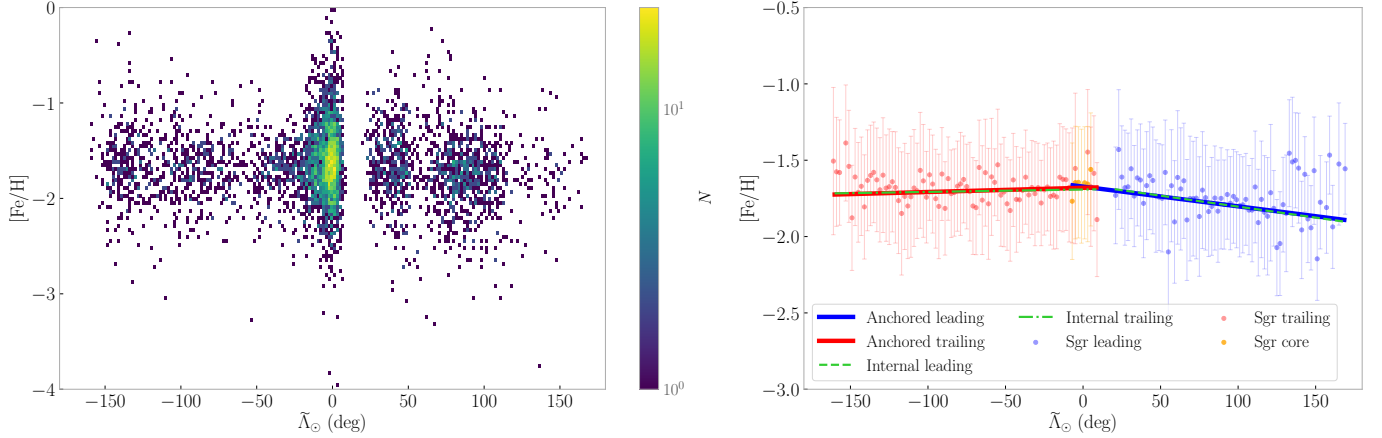 0
−1
−2
−3
−4
[Fe/H]
−150 −100 −50 0 50 100 150
Λ̃⊙ (deg)
10¹
10⁰
N
−0.5
−1.0
−1.5
−2.0
−2.5
−3.0
[Fe/H]
Anchored leading
Anchored trailing
Internal leading
Internal trailing
Sgr leading
Sgr trailing
Sgr core
−150 −100 −50 0 50 100 150
Λ̃⊙ (deg)